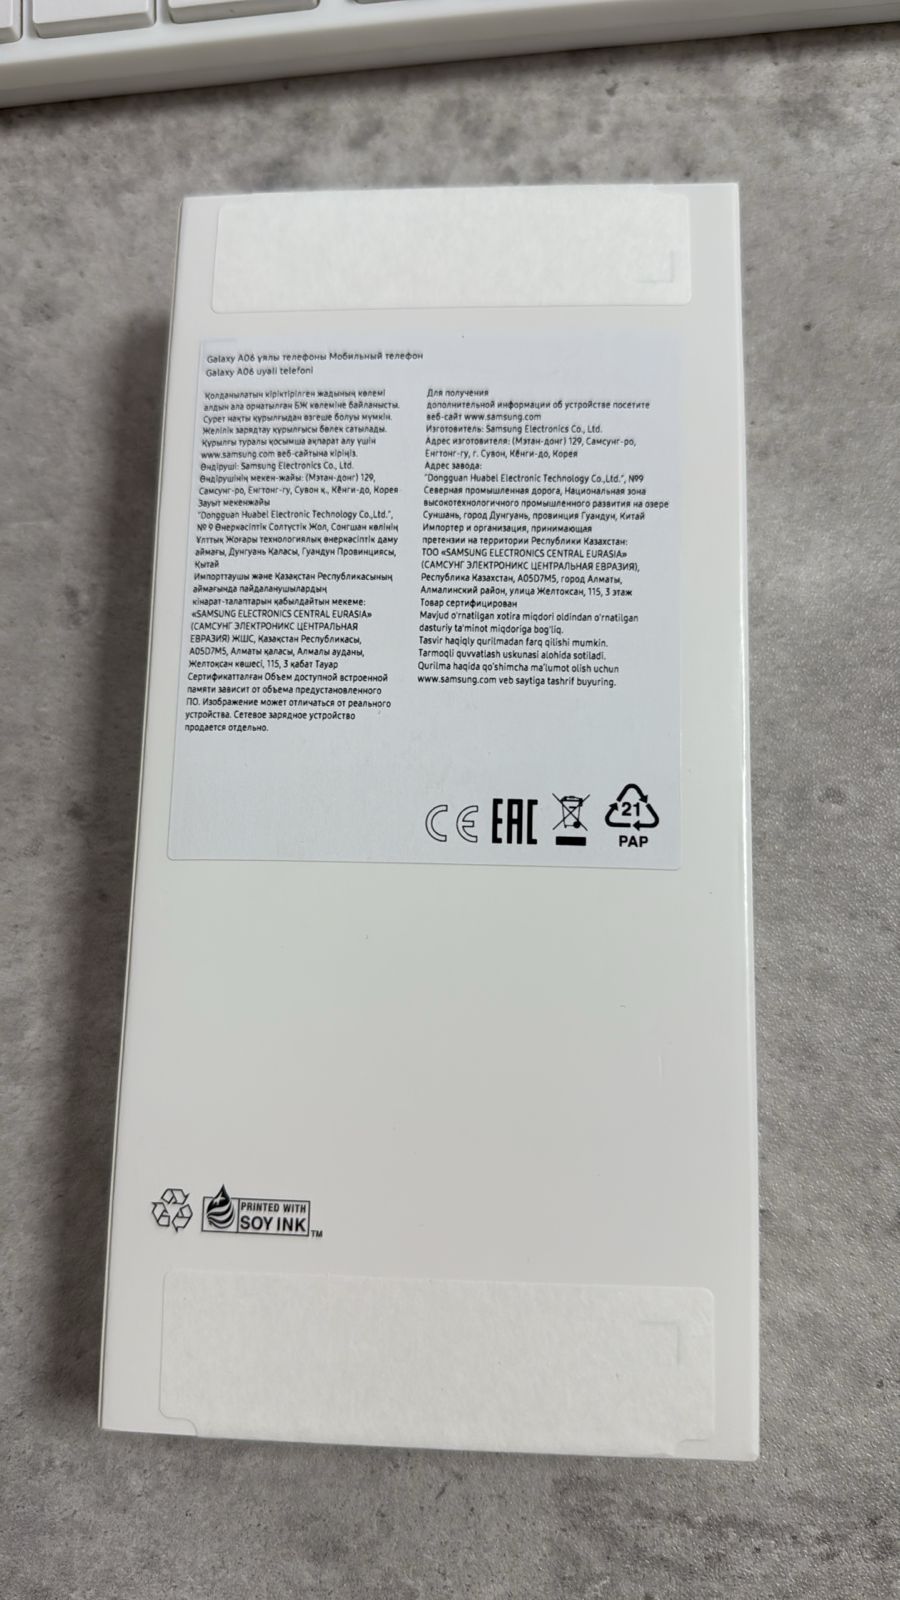 Galaxy A06 ұялы телефоны Мобильный телефон
Galaxy A06 uyali telefoni
Қолданылатын кіріктірілген жадының көлемі
алдын ала орнатылған БЖ көлеміне байланысты.
Сурет нақты құрылғыдан өзгеше болуы мүмкін.
Желілік зарядтау құрылғысы бөлек сатылады.
Құрылғы туралы қосымша ақпарат алу үшін
www.samsung.com веб-сайтына кіріңіз.
Өндіруші: Samsung Electronics Co., Ltd.
Өндірушінің мекен-жайы: (Мэтан-донг) 129,
Самсунг-ро, Енгтонг-гу, Сувон қ., Кёнги-до, Корея
Зауыт мекенжайы
"Dongguan Huabel Electronic Technology Co.,Ltd.",
№ 9 Өнеркәсіптік Солтүстік Жол, Сонгшан көлінің
Ұлттық Жоғары технологиялық өнеркәсіптік даму
аймағы, Дунгуань Қаласы, Гуандун Провинциясы,
Қытай
Импорттаушы және Қазақстан Республикасының
аймағында пайдаланушылардың
кінарат-талаптарын қабылдайтын мекеме:
«SAMSUNG ELECTRONICS CENTRAL EURASIA»
(САМСУНГ ЭЛЕКТРОНИКС ЦЕНТРАЛЬНАЯ
ЕВРАЗИЯ) ЖШС, Қазақстан Республикасы,
A05D7M5, Алматы қаласы, Алмалы ауданы,
Желтоқсан көшесі, 115, 3 қабат Тауар
Сертификатталған Объем доступной встроенной
памяти зависит от объема предустановленного
ПО. Изображение может отличаться от реального
устройства. Сетевое зарядное устройство
продается отдельно.
Для получения
дополнительной информации об устройстве посетите
веб-сайт www.samsung.com
Изготовитель: Samsung Electronics Co., Ltd.
Адрес изготовителя: (Мэтан-донг) 129, Самсунг-ро,
Енгтонг-гу, г. Сувон, Кёнги-до, Корея
Адрес завода:
"Dongguan Huabel Electronic Technology Co.,Ltd.", №9
Северная промышленная дорога, Национальная зона
высокотехнологичного промышленного развития на озере
Суншань, город Дунгуань, провинция Гуандун, Китай
Импортер и организация, принимающая
претензии на территории Республики Казахстан:
ТОО «SAMSUNG ELECTRONICS CENTRAL EURASIA»
(САМСУНГ ЭЛЕКТРОНИКС ЦЕНТРАЛЬНАЯ ЕВРАЗИЯ),
Республика Казахстан, A05D7M5, город Алматы,
Алмалинский район, улица Желтоксан, 115, 3 этаж
Товар сертифицирован
Mavjud o'rnatilgan xotira miqdori oldindan o'rnatilgan
dasturiy ta'minot miqdoriga bog'liq.
Tasvir haqiqiy qurilmadan farq qilishi mumkin.
Tarmoqli quvvatlash uskunasi alohida sotiladi.
Qurilma haqida qo'shimcha ma'lumot olish uchun
www.samsung.com veb saytiga tashrif buyuring.
CE EAC
21
PAP
PRINTED WITH
SOY INK TM